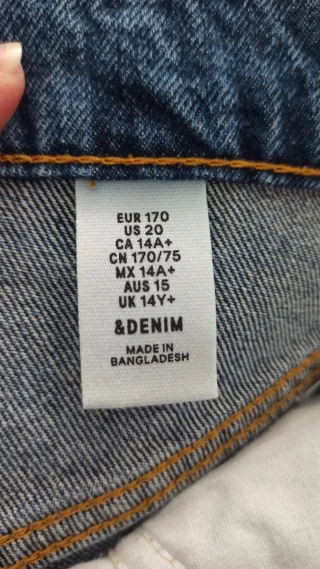 EUR 170
US 20
CA 14A+
CN 170/75
MX 14A+
AUS 15
UK 14Y+
&DENIM
MADE IN
BANGLADESH